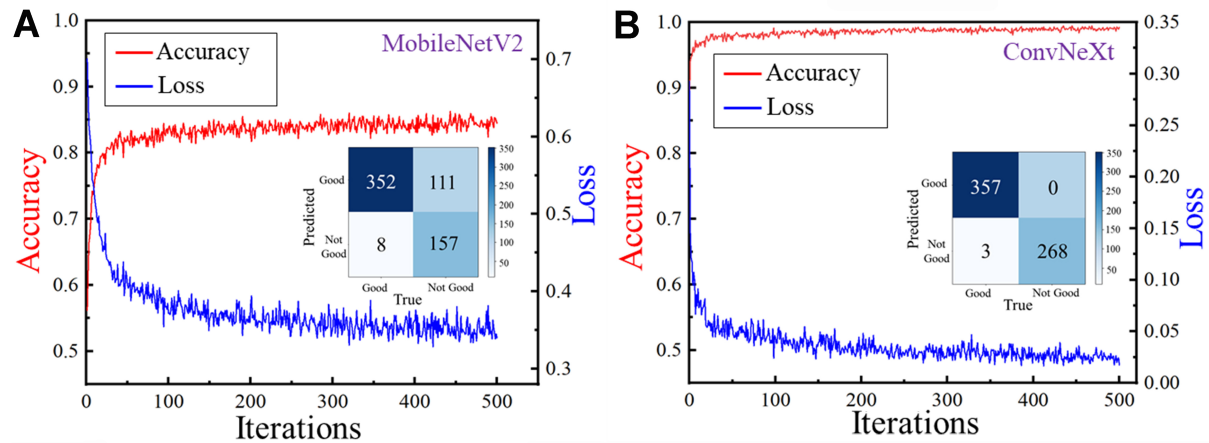 A
MobileNetV2
Accuracy
Loss
1.0
0.9
0.8
0.7
0.6
0.5
Accuracy
0.7
0.6
0.5
0.4
0.3
Loss
0 100 200 300 400 500
Iterations
Predicted
Good
352 111
Not
Good
8 157
Good Not Good
True
350
300
250
200
150
100
50
B
ConvNeXt
Accuracy
Loss
1.0
0.9
0.8
0.7
0.6
0.5
Accuracy
0.35
0.30
0.25
0.20
0.15
0.10
0.05
0.00
Loss
0 100 200 300 400 500
Iterations
Predicted
Good
357 0
Not
Good
3 268
Good Not Good
True
350
300
250
200
150
100
50